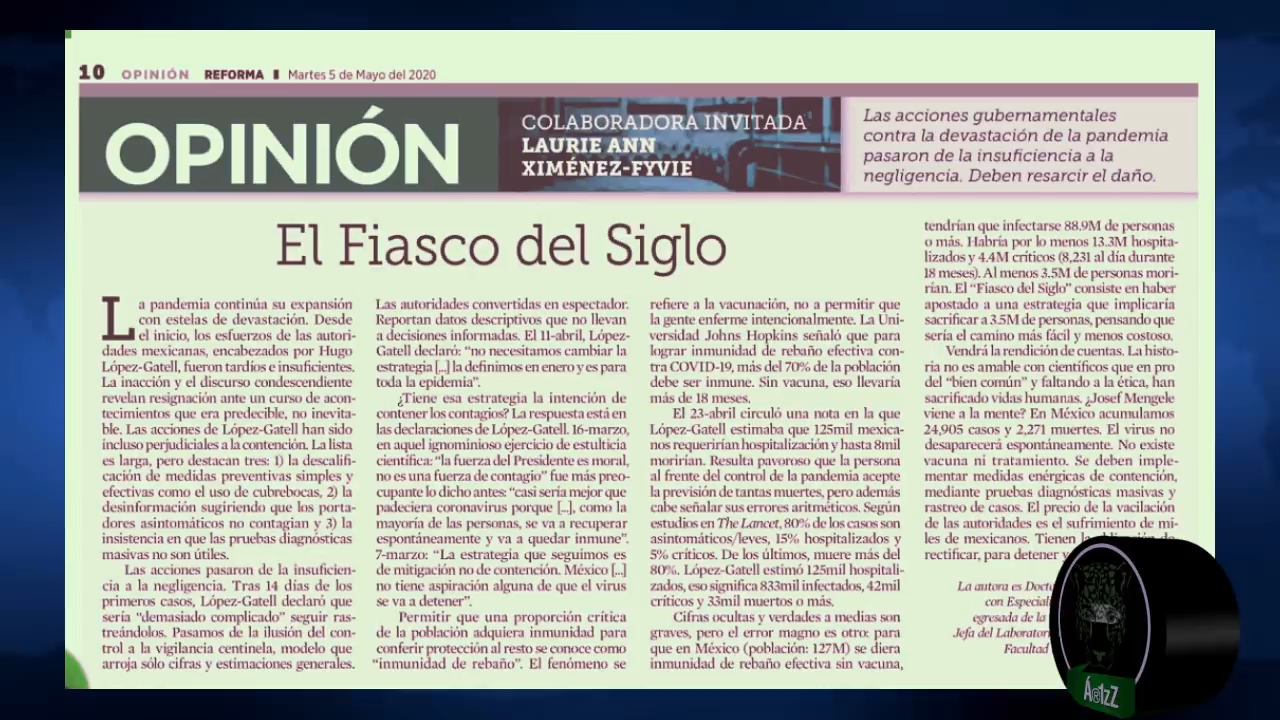 10 OPINIÓN REFORMA Martes 5 de Mayo del 2020
OPINIÓN
COLABORADORA INVITADA
LAURIE ANN
XIMÉNEZ-FYVIE
Las acciones gubernamentales
contra la devastación de la pandemia
pasaron de la insuficiencia a la
negligencia. Deben resarcir el daño.
El Fiasco del Siglo
La pandemia continúa su expansión
con estelas de devastación. Desde
el inicio, los esfuerzos de las autori-
dades mexicanas, encabezados por Hugo
López-Gatell, fueron tardíos e insuficientes.
La inacción y el discurso condescendiente
revelan resignación ante un curso de acon-
tecimientos que era predecible, no inevita-
ble. Las acciones de López-Gatell han sido
incluso perjudiciales a la contención. La lista
es larga, pero destacan tres: 1) la descalifi-
cación de medidas preventivas simples y
efectivas como el uso de cubrebocas, 2) la
desinformación sugiriendo que los porta-
dores asintomáticos no contagian y 3) la
insistencia en que las pruebas diagnósticas
masivas no son útiles.
Las acciones pasaron de la insuficien-
cia a la negligencia. Tras 14 días de los
primeros casos, López-Gatell declaró que
sería “demasiado complicado” seguir ras-
treándolos. Pasamos de la ilusión del con-
trol a la vigilancia centinela, modelo que
arroja sólo cifras y estimaciones generales.
Las autoridades convertidas en espectador.
Reportan datos descriptivos que no llevan
a decisiones informadas. El 11-abril, López-
Gatell declaró: “no necesitamos cambiar la
estrategia [...] la definimos en enero y es para
toda la epidemia”.
¿Tiene esa estrategia la intención de
contener los contagios? La respuesta está en
las declaraciones de López-Gatell. 16-marzo,
en aquel ignominioso ejercicio de estulticia
científica: “la fuerza del Presidente es moral,
no es una fuerza de contagio” fue más preo-
cupante lo dicho antes: “casi sería mejor que
padeciera coronavirus porque [...], como la
mayoría de las personas, se va a recuperar
espontáneamente y va a quedar inmune”.
7-marzo: “La estrategia que seguimos es
de mitigación no de contención. México [...]
no tiene aspiración alguna de que el virus
se va a detener”.
Permitir que una proporción crítica
de la población adquiera inmunidad para
conferir protección al resto se conoce como
“inmunidad de rebaño”. El fenómeno se
refiere a la vacunación, no a permitir que
la gente enferme intencionalmente. La Uni-
versidad Johns Hopkins señaló que para
lograr inmunidad de rebaño efectiva con-
tra COVID-19, más del 70% de la población
debe ser inmune. Sin vacuna, eso llevaría
más de 18 meses.
El 23-abril circuló una nota en la que
López-Gatell estimaba que 125mil mexica-
nos requerirían hospitalización y hasta 8mil
morirían. Resulta pavoroso que la persona
al frente del control de la pandemia acepte
la previsión de tantas muertes, pero además
cabe señalar sus errores aritméticos. Según
estudios en The Lancet, 80% de los casos son
asintomáticos/leves, 15% hospitalizados y
5% críticos. De los últimos, muere más del
80%. López-Gatell estimó 125mil hospitali-
zados, eso significa 833mil infectados, 42mil
críticos y 33mil muertos o más.
Cifras ocultas y verdades a medias son
graves, pero el error magno es otro: para
que en México (población: 127M) se diera
inmunidad de rebaño efectiva sin vacuna,
tendrían que infectarse 88.9M de personas
o más. Habría por lo menos 13.3M hospita-
lizados y 4.4M críticos (8,231 al día durante
18 meses). Al menos 3.5M de personas mori-
rían. El “Fiasco del Siglo” consiste en haber
apostado a una estrategia que implicaría
sacrificar a 3.5M de personas, pensando que
sería el camino más fácil y menos costoso.
Vendrá la rendición de cuentas. La histo-
ria no es amable con científicos que en pro
del “bien común” y faltando a la ética, han
sacrificado vidas humanas. ¿Josef Mengele
viene a la mente? En México acumulamos
24,905 casos y 2,271 muertes. El virus no
desaparecerá espontáneamente. No existe
vacuna ni tratamiento. Se deben imple-
mentar medidas enérgicas de contención,
mediante pruebas diagnósticas masivas y
rastreo de casos. El precio de la vacilación
de las autoridades es el sufrimiento de mi-
les de mexicanos. Tienen la
rectificar, para detener y
La autora es
con
egresada de la
Jefa del
Facultad